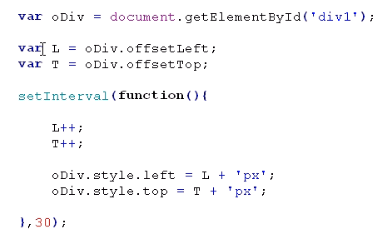 var oDiv = document.getElementById('div1');
var L = oDiv.offsetLeft;
var T = oDiv.offsetTop;
setInterval(function(){
L++;
T++;
oDiv.style.left = L + 'px';
oDiv.style.top = T + 'px';
},30);